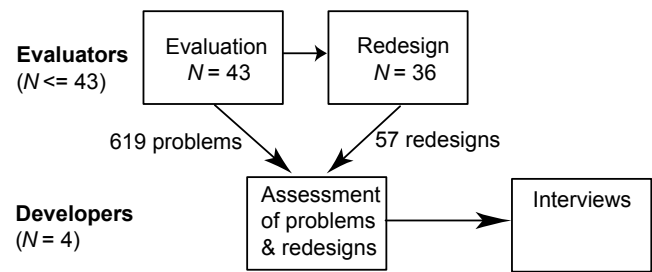 Evaluators
(N <= 43)
Evaluation
N = 43
Redesign
N = 36
619 problems
57 redesigns
Developers
(N = 4)
Assessment
of problems
& redesigns
Interviews